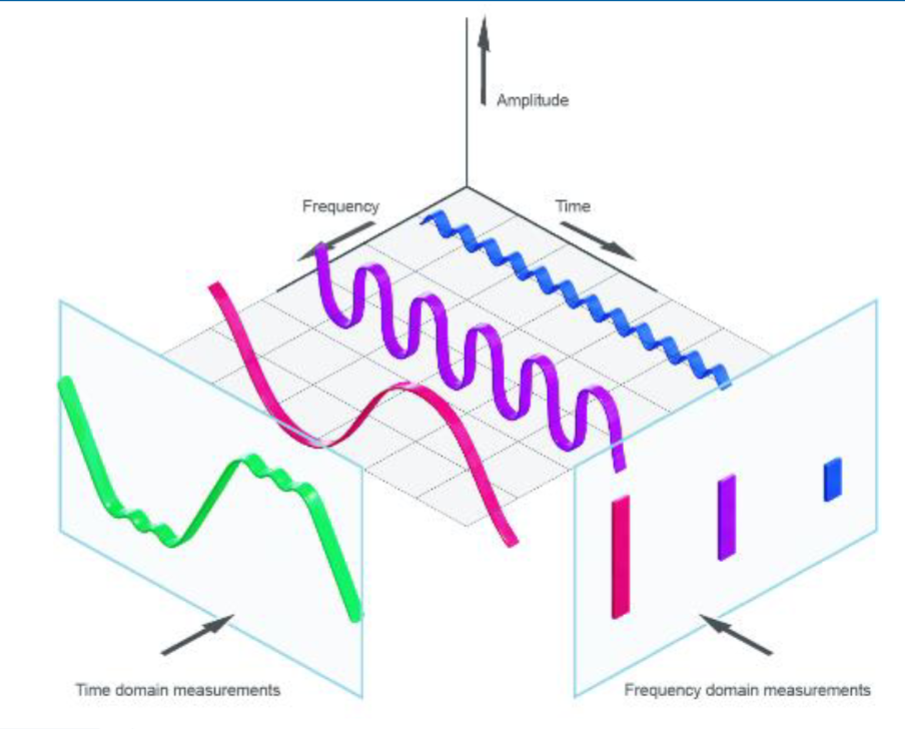 Amplitude
Frequency
Time
Time domain measurements
Frequency domain measurements